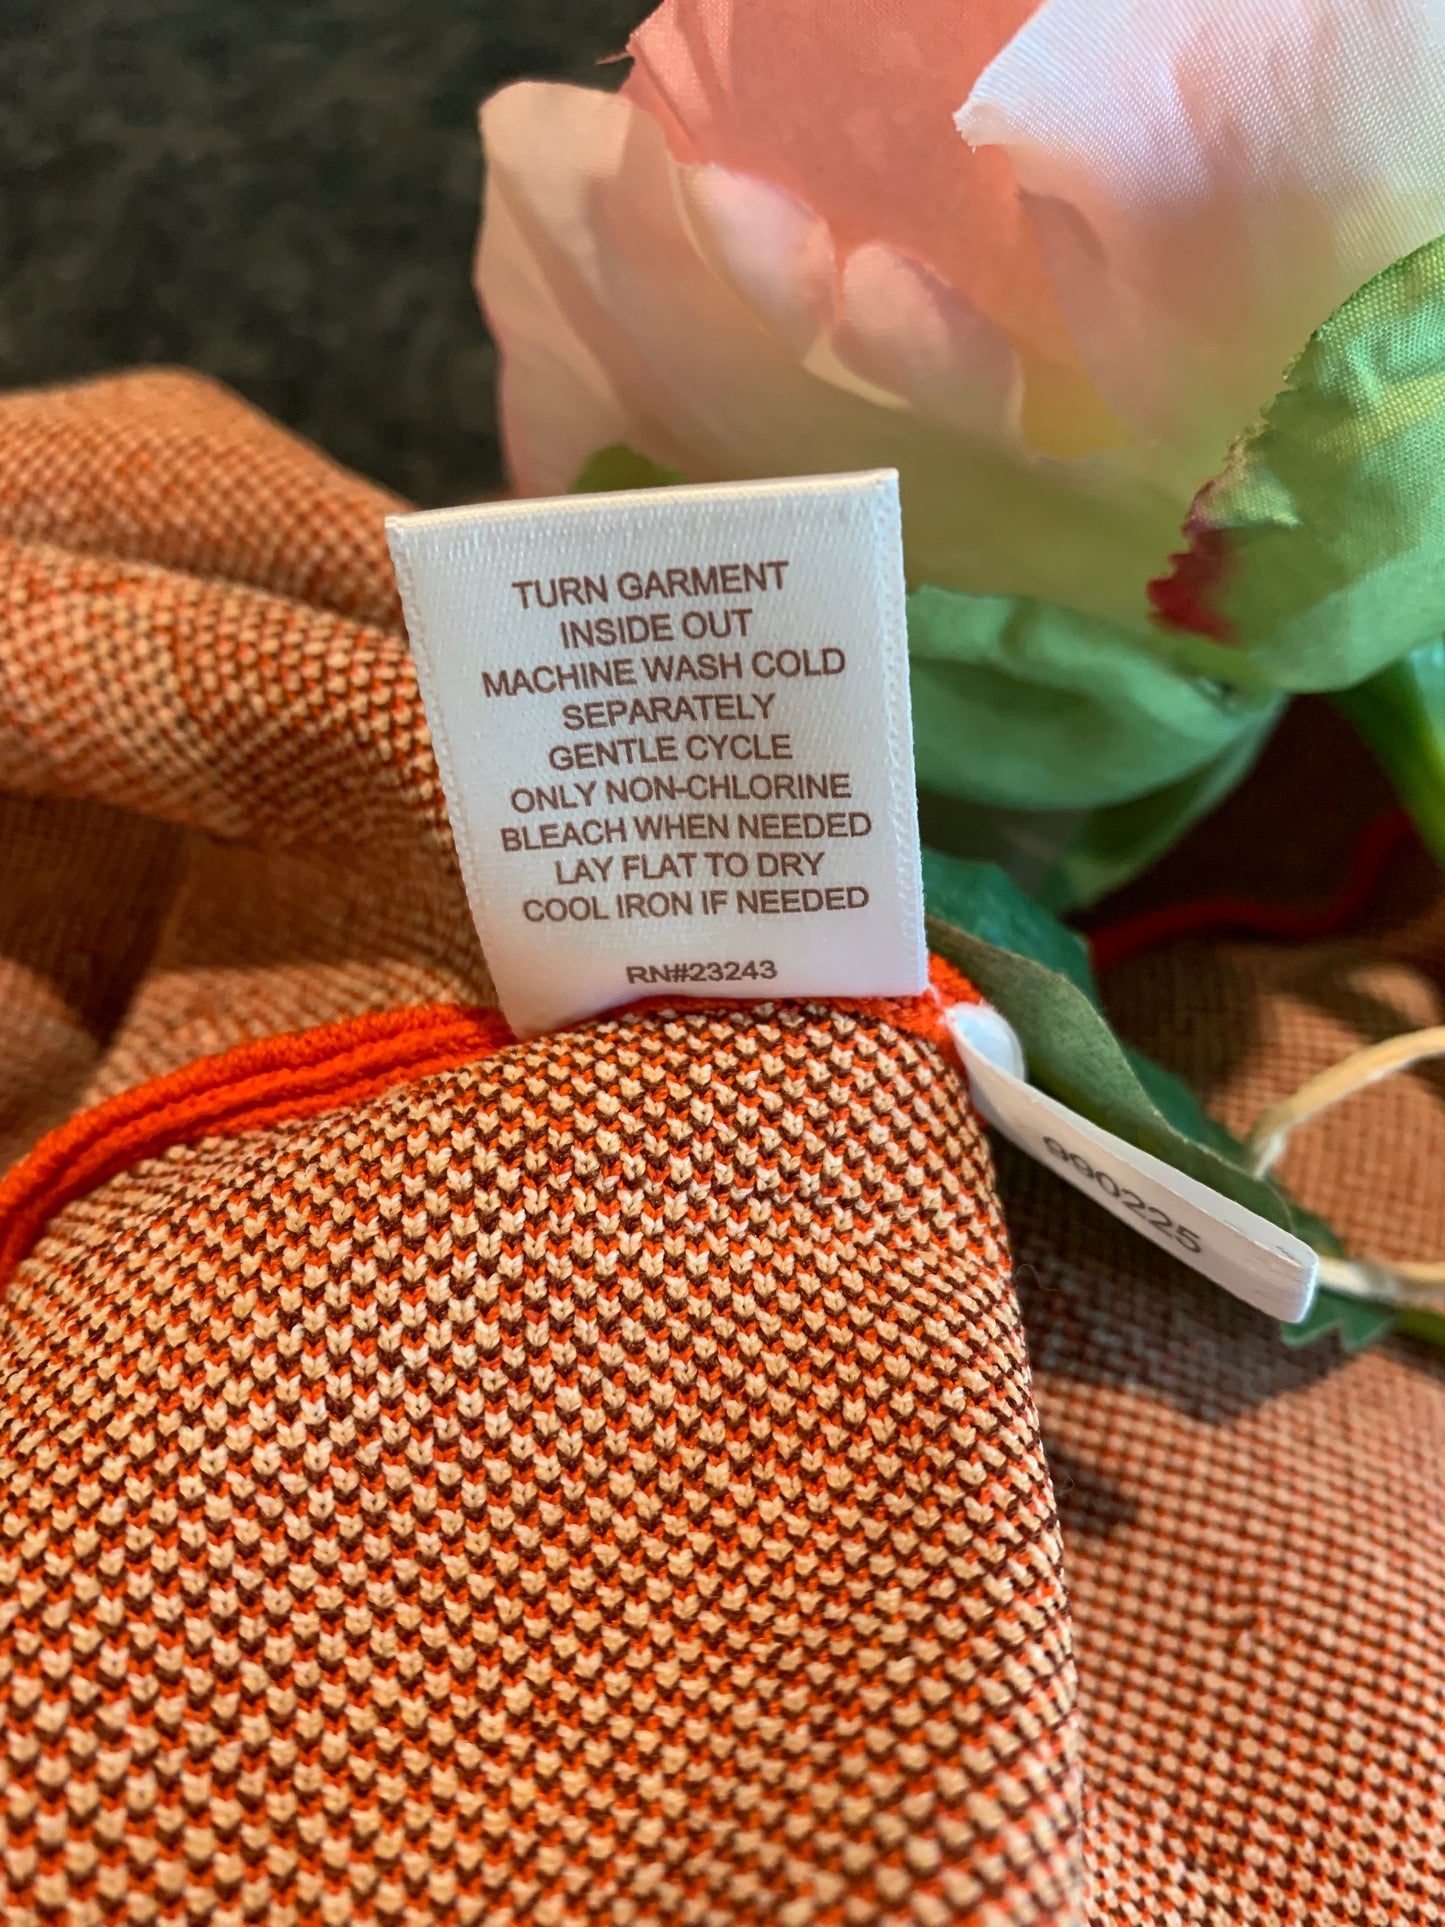 TURN GARMENT
INSIDE OUT
MACHINE WASH COLD
SEPARATELY
GENTLE CYCLE
ONLY NON-CHLORINE
BLEACH WHEN NEEDED
LAY FLAT TO DRY
COOL IRON IF NEEDED
RN#23243
990225